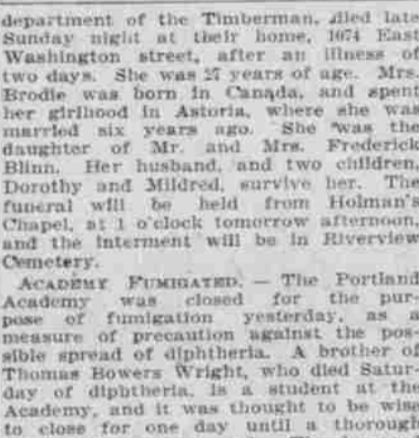 department of the Timberman, died late
Sunday night at their home, 1074 East
Washington street, after an illness of
two days. She was 27 years of age. Mrs.
Brodie was born in Canada, and spent
her girlhood in Astoria, where she was
married six years ago. She was the
daughter of Mr. and Mrs. Frederick
Blinn. Her husband, and two children,
Dorothy and Mildred, survive her. The
funeral will be held from Holman's
Chapel, at 1 o'clock tomorrow afternoon,
and the interment will be in Riverview
Cemetery.
ACADEMY FUMIGATED. — The Portland
Academy was closed for the pur-
pose of fumigation yesterday, as a
measure of precaution against the pos-
sible spread of diphtheria. A brother of
Thomas Bowers Wright, who died Satur-
day of diphtheria, is a student at the
Academy, and it was thought to be wise
to close for one day until a thorough